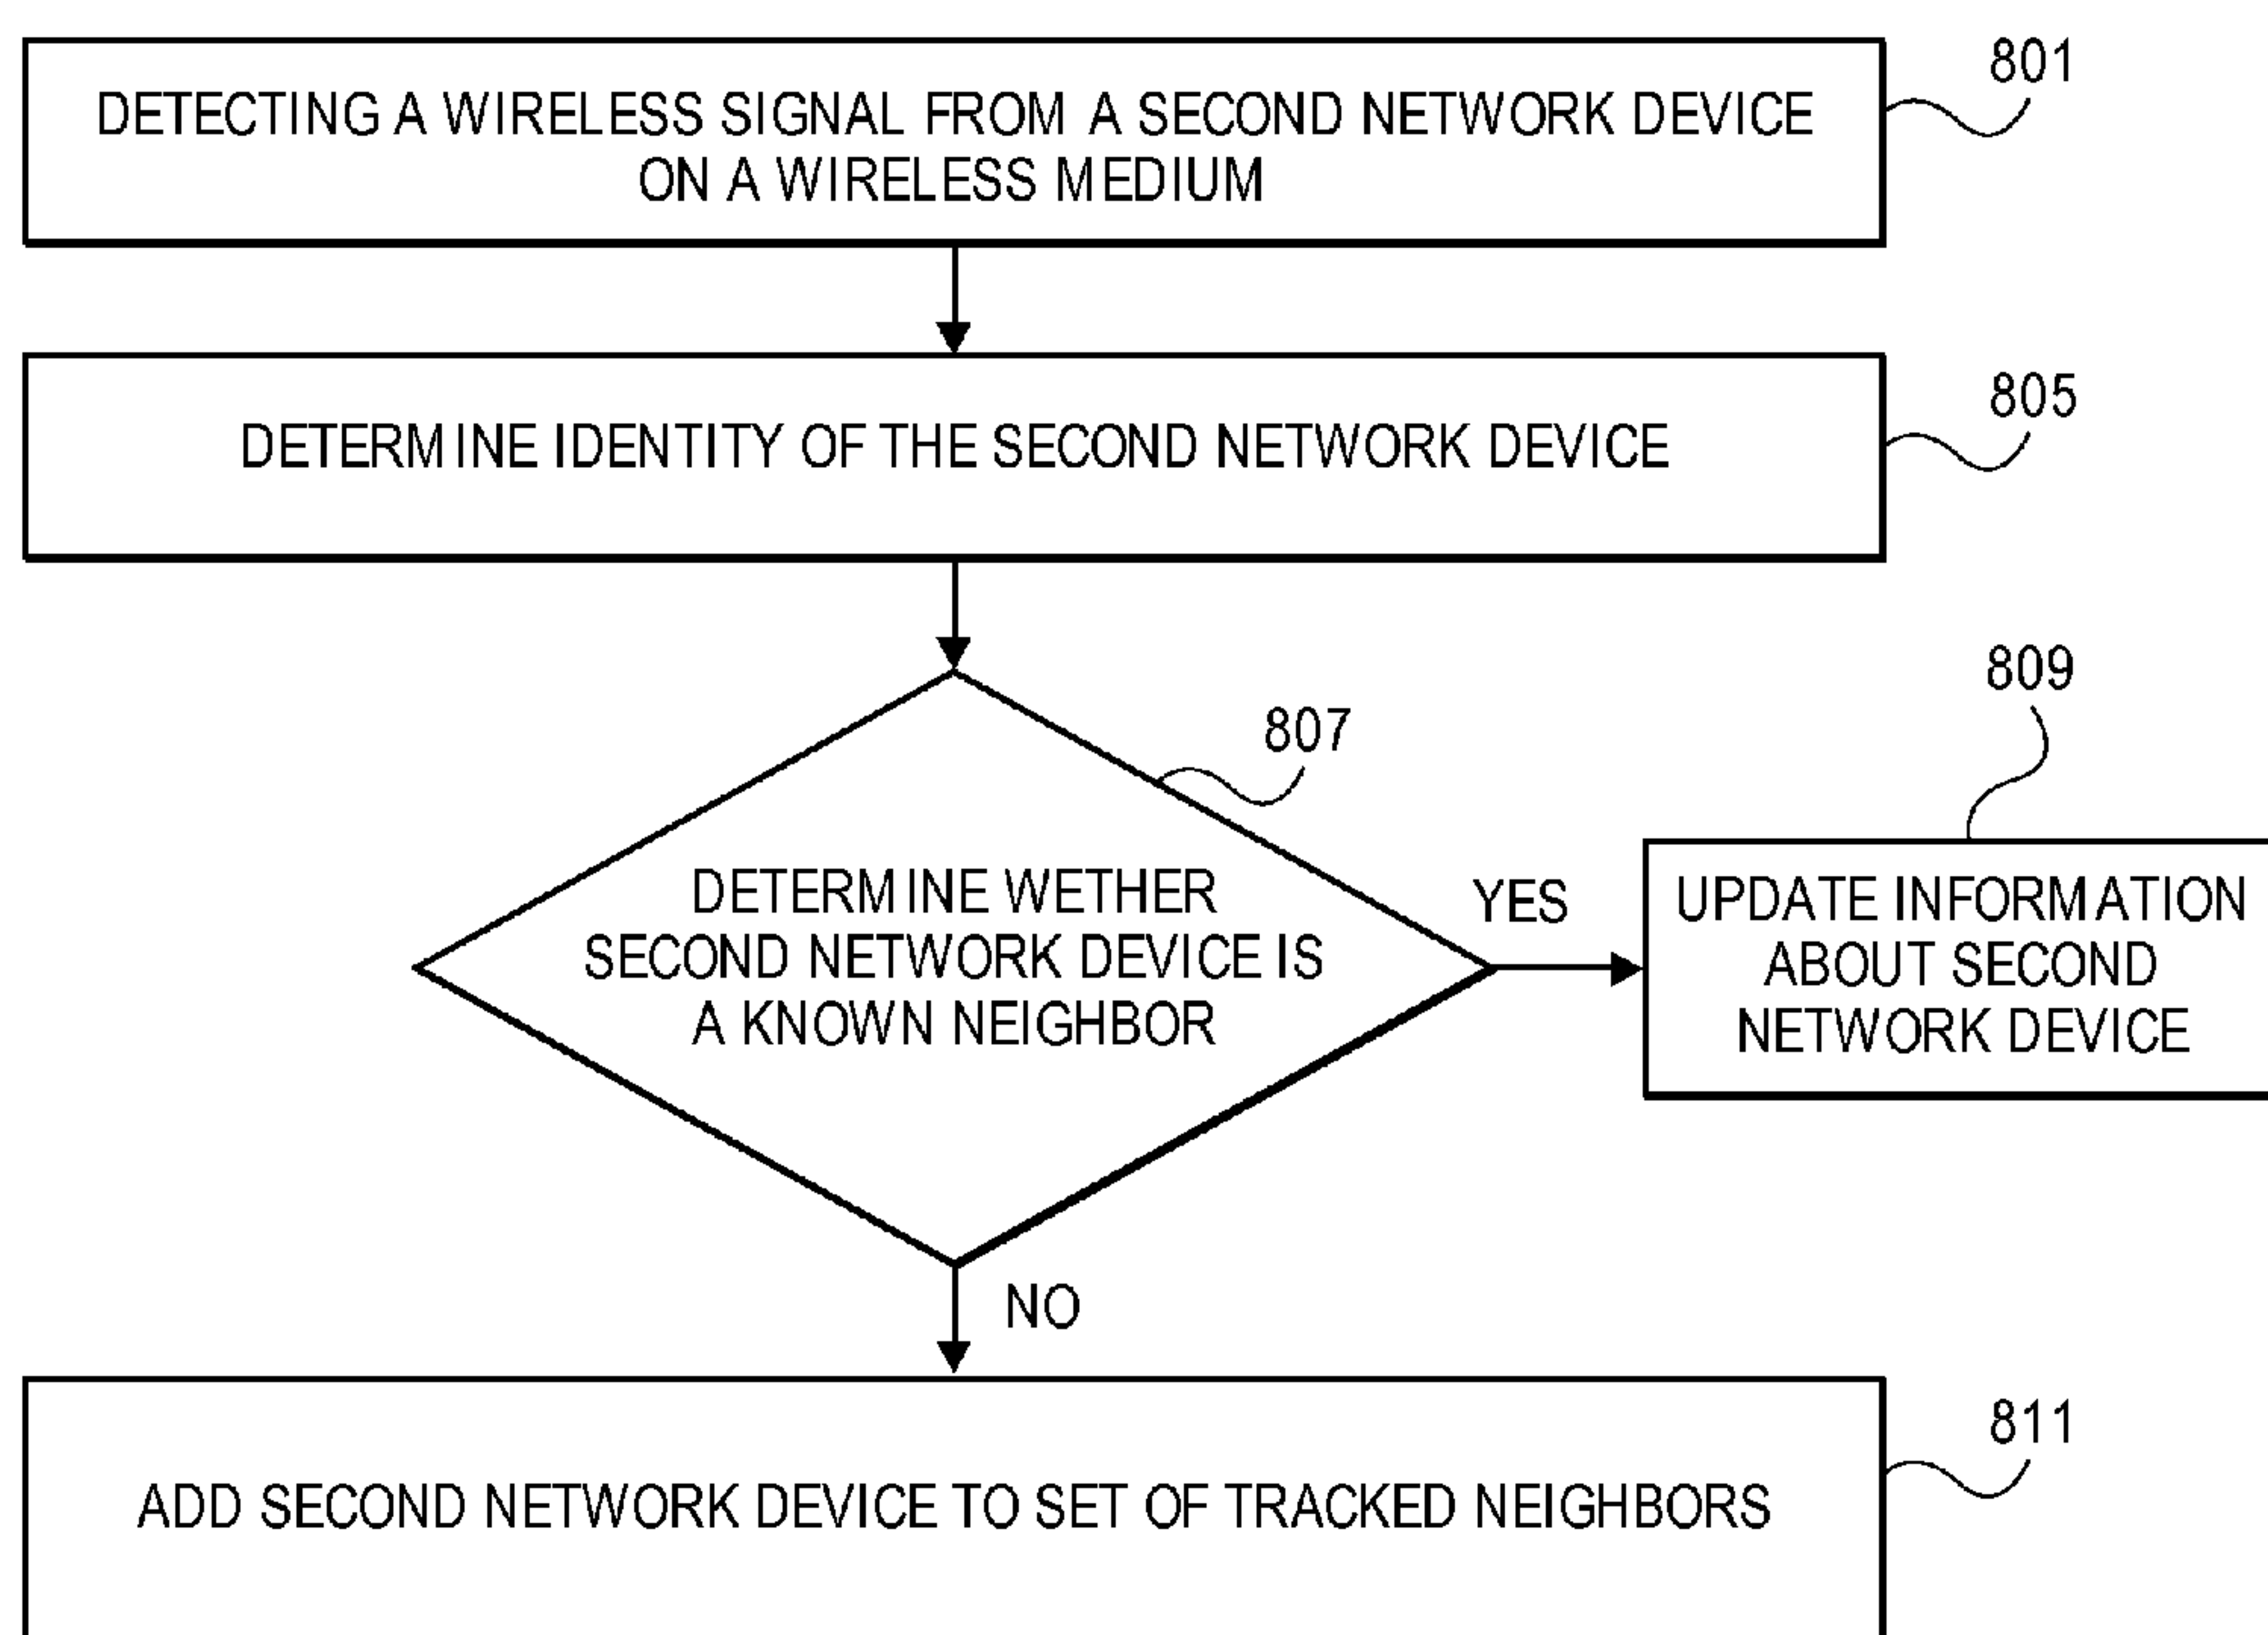 801
DETECTING A WIRELESS SIGNAL FROM A SECOND NETWORK DEVICE
ON A WIRELESS MEDIUM
805
DETERMINE IDENTITY OF THE SECOND NETWORK DEVICE
807
DETERMINE WETHER
SECOND NETWORK DEVICE IS
A KNOWN NEIGHBOR
YES
809
UPDATE INFORMATION
ABOUT SECOND
NETWORK DEVICE
NO
811
ADD SECOND NETWORK DEVICE TO SET OF TRACKED NEIGHBORS